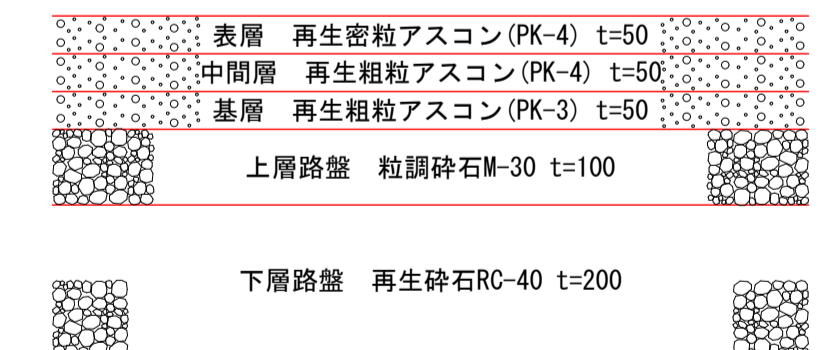 表層　再生密粒アスコン(PK-4) t=50
中間層　再生粗粒アスコン(PK-4) t=50
基層　再生粗粒アスコン(PK-3) t=50
上層路盤　粒調砕石M-30 t=100
下層路盤　再生砕石RC-40 t=200